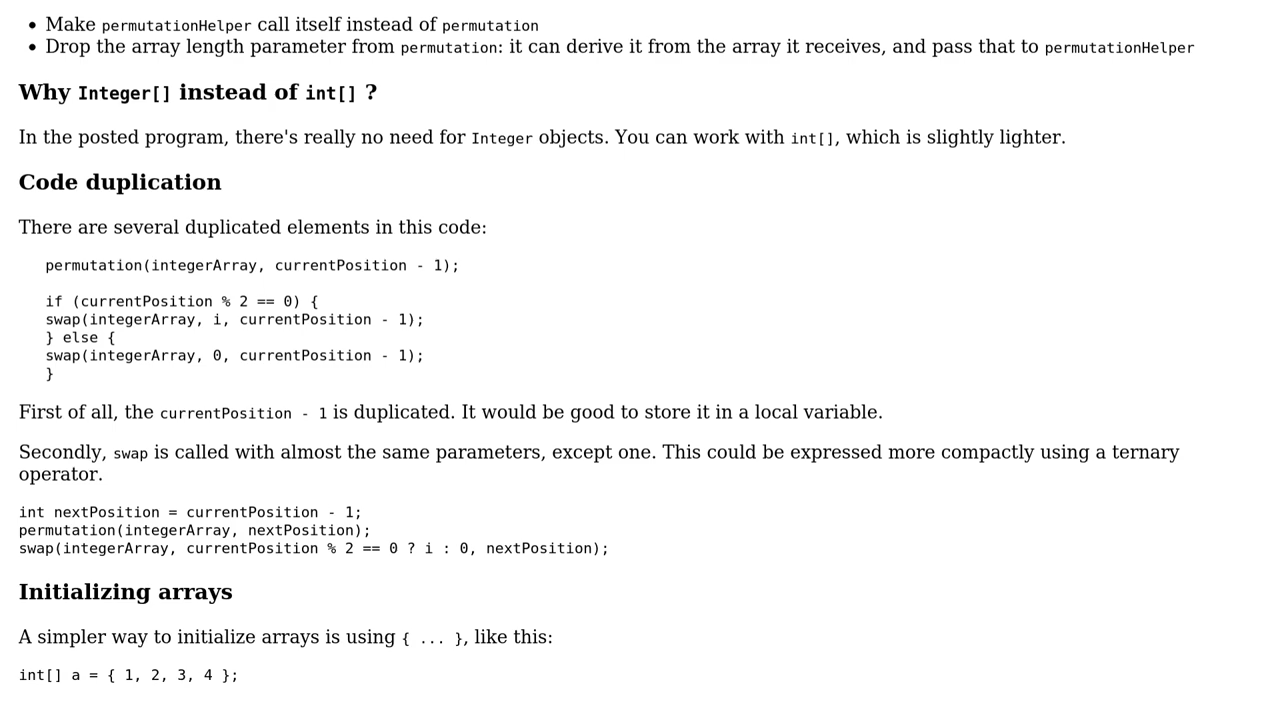 • Make permutationHelper call itself instead of permutation
• Drop the array length parameter from permutation: it can derive it from the array it receives, and pass that to permutationHelper
Why Integer[] instead of int[] ?
In the posted program, there's really no need for Integer objects. You can work with int[], which is slightly lighter.
Code duplication
There are several duplicated elements in this code:
permutation(integerArray, currentPosition - 1);
if (currentPosition % 2 == 0) {
swap(integerArray, i, currentPosition - 1);
} else {
swap(integerArray, 0, currentPosition - 1);
}
First of all, the currentPosition - 1 is duplicated. It would be good to store it in a local variable.
Secondly, swap is called with almost the same parameters, except one. This could be expressed more compactly using a ternary
operator.
int nextPosition = currentPosition - 1;
permutation(integerArray, nextPosition);
swap(integerArray, currentPosition % 2 == 0 ? i : 0, nextPosition);
Initializing arrays
A simpler way to initialize arrays is using { ... }, like this:
int[] a = { 1, 2, 3, 4 };